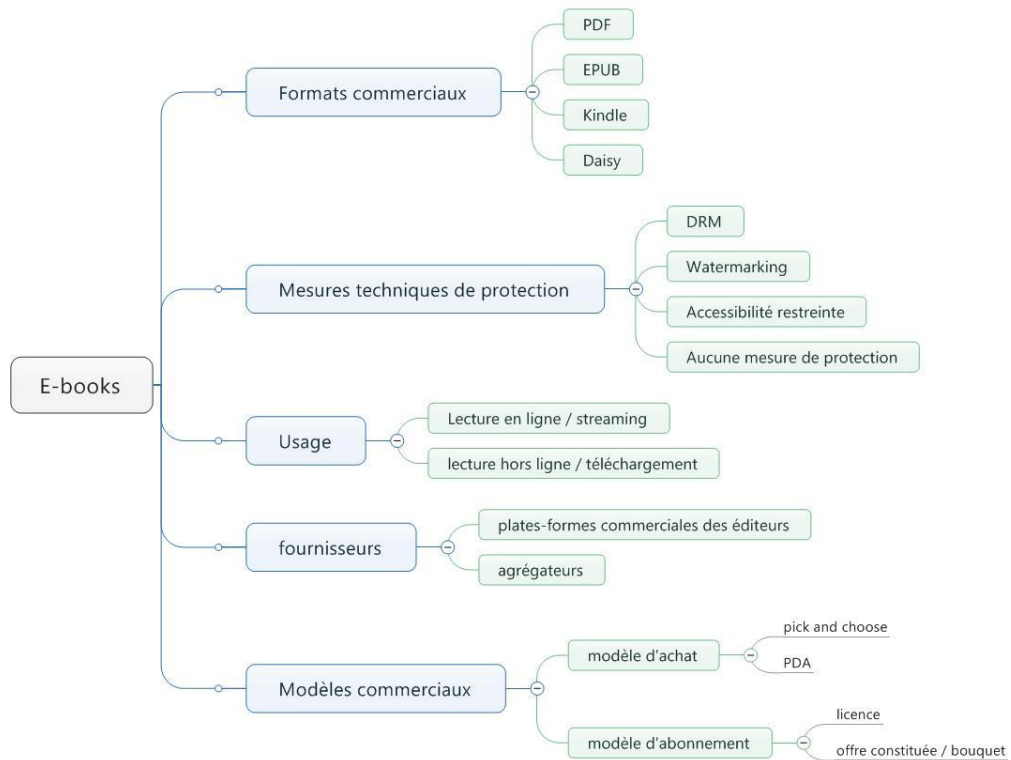 E-books
Formats commerciaux
PDF
EPUB
Kindle
Daisy
Mesures techniques de protection
DRM
Watermarking
Accessibilité restreinte
Aucune mesure de protection
Usage
Lecture en ligne / streaming
lecture hors ligne / téléchargement
fournisseurs
plates-formes commerciales des éditeurs
agrégateurs
Modèles commerciaux
modèle d'achat
pick and choose
PDA
modèle d'abonnement
licence
offre constituée / bouquet